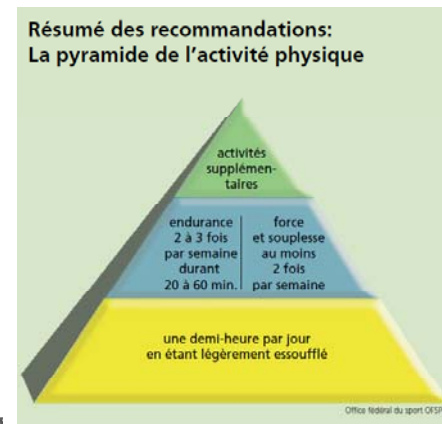 Résumé des recommandations:
La pyramide de l'activité physique
activités
supplémen-
taires
endurance
2 à 3 fois
par semaine
durant
20 à 60 min.
force
et souplesse
au moins
2 fois
par semaine
une demi-heure par jour
en étant légèrement essoufflé
Office fédéral du sport OFSP